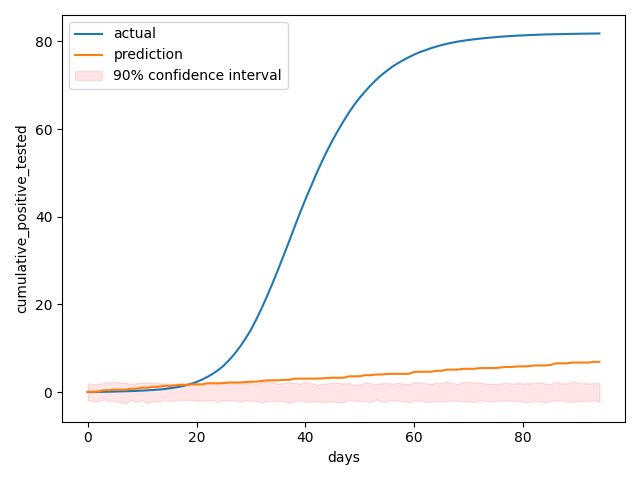 actual
prediction
90% confidence interval
80
60
40
20
0
cumulative_positive_tested
0 20 40 60 80
days